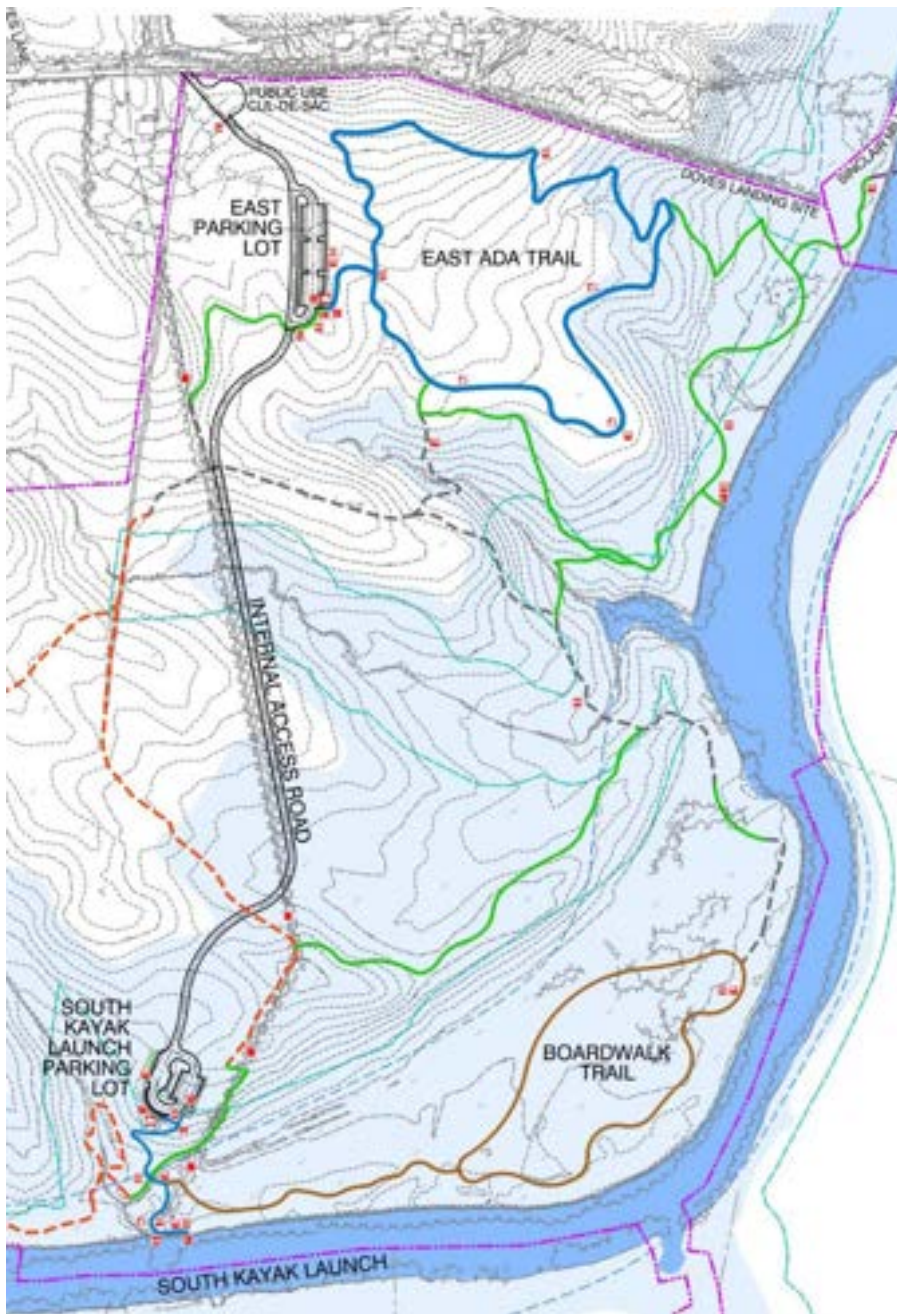 PUBLIC USE
CUL-DE-SAC
DOVES LANDING SITE
EAST
PARKING
LOT
EAST ADA TRAIL
INTERNAL ACCESS ROAD
SOUTH
KAYAK
LAUNCH
PARKING
LOT
BOARDWALK
TRAIL
SOUTH KAYAK LAUNCH